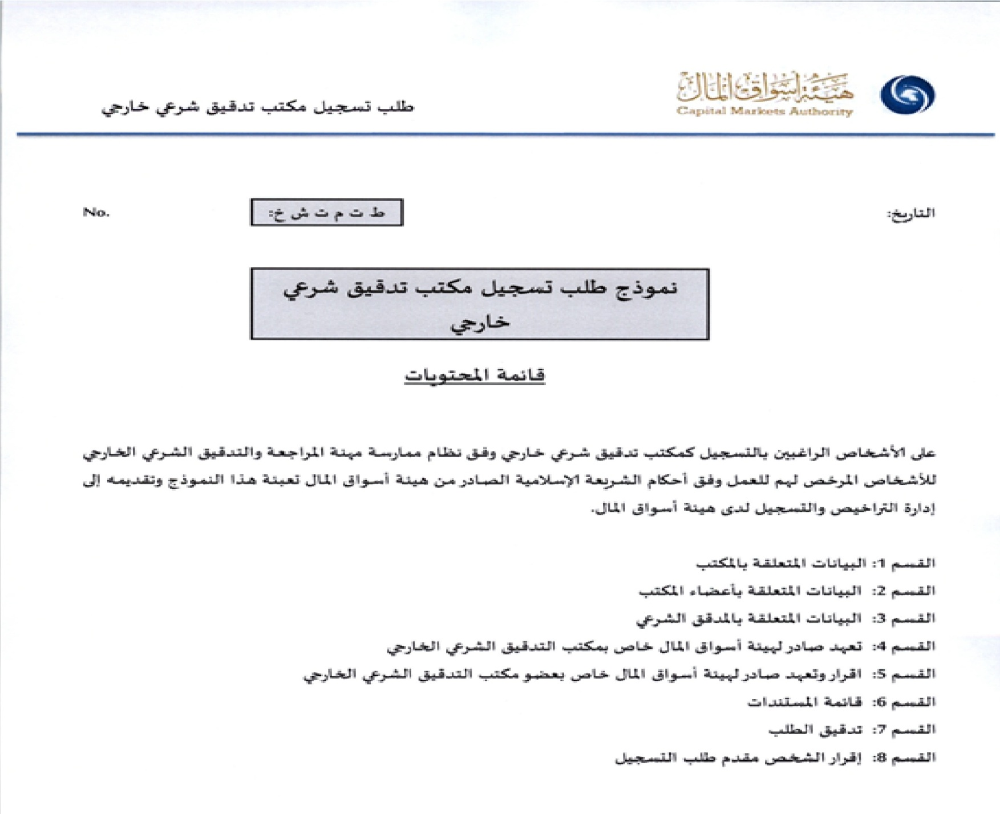 هيئة أسواق المال
Capital Markets Authority
طلب تسجيل مكتب تدقيق شرعي خارجي
التاريخ:
ط ت م ت ش خ:
No.
نموذج طلب تسجيل مكتب تدقيق شرعي
خارجي
قائمة المحتويات
على الأشخاص الراغبين بالتسجيل كمكتب تدقيق شرعي خارجي وفق نظام ممارسة مهنة المراجعة والتدقيق الشرعي الخارجي
للأشخاص المرخص لهم للعمل وفق أحكام الشريعة الإسلامية الصادر من هيئة أسواق المال تعبئة هذا النموذج وتقديمه إلى
إدارة التراخيص والتسجيل لدى هيئة أسواق المال.
القسم 1: البيانات المتعلقة بالمكتب
القسم 2: البيانات المتعلقة بأعضاء المكتب
القسم 3: البيانات المتعلقة بالمدقق الشرعي
القسم 4: تعهد صادر لهيئة أسواق المال خاص بمكتب التدقيق الشرعي الخارجي
القسم 5: اقرار وتعهد صادر لهيئة أسواق المال خاص بعضو مكتب التدقيق الشرعي الخارجي
القسم 6: قائمة المستندات
القسم 7: تدقيق الطلب
القسم 8: إقرار الشخص مقدم طلب التسجيل